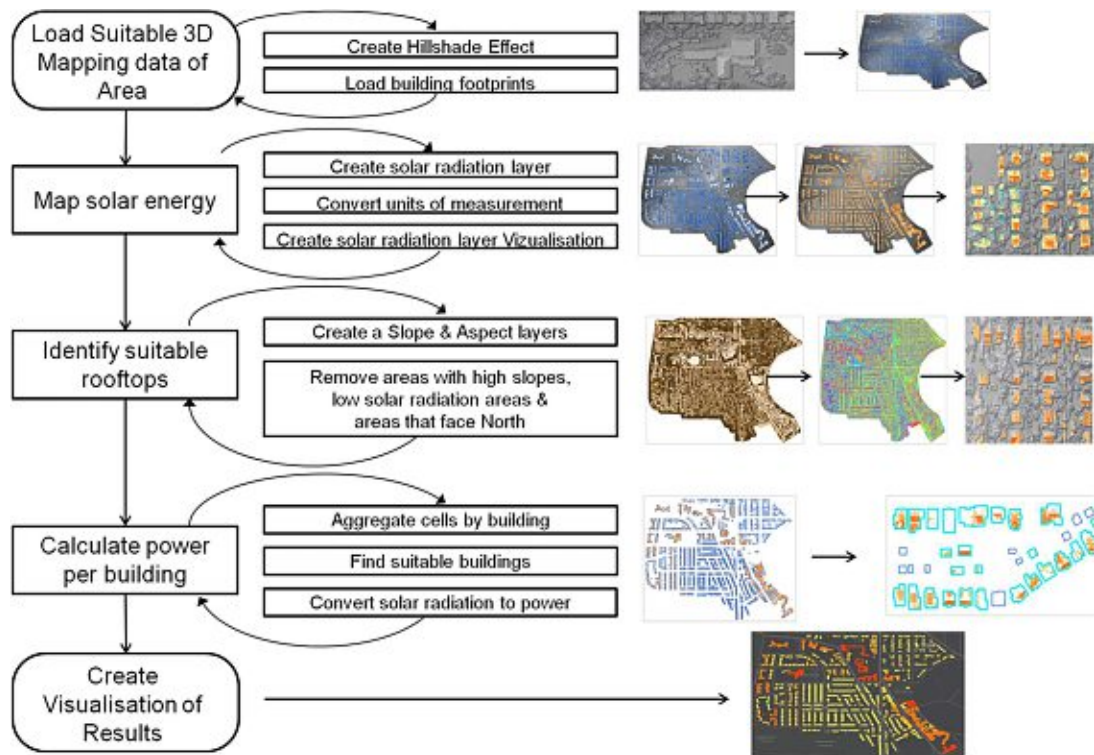 Load Suitable 3D
Mapping data of
Area
Create Hillshade Effect
Load building footprints
Map solar energy
Create solar radiation layer
Convert units of measurement
Create solar radiation layer Vizualisation
Identify suitable
rooftops
Create a Slope & Aspect layers
Remove areas with high slopes,
low solar radiation areas &
areas that face North
Calculate power
per building
Aggregate cells by building
Find suitable buildings
Convert solar radiation to power
Create
Visualisation of
Results